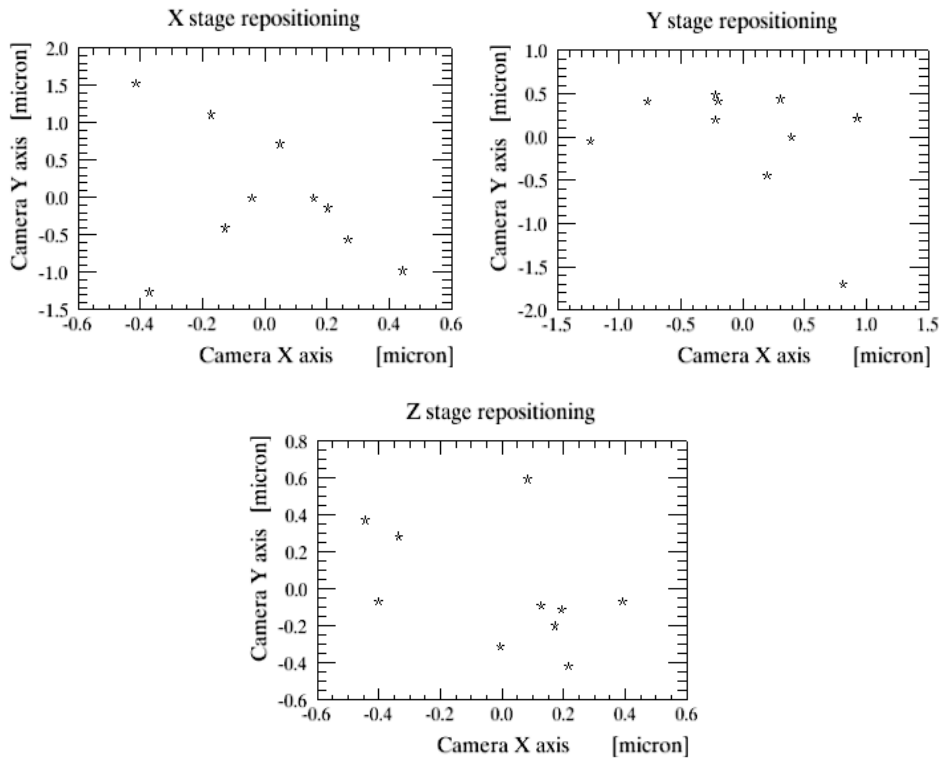 X stage repositioning
Camera Y axis [micron]
2.0
1.5
1.0
0.5
0.0
-0.5
-1.0
-1.5
-0.6 -0.4 -0.2 0.0 0.2 0.4 0.6
Camera X axis [micron]
Y stage repositioning
Camera Y axis [micron]
1.0
0.5
0.0
-0.5
-1.0
-1.5
-2.0
-1.5 -1.0 -0.5 0.0 0.5 1.0 1.5
Camera X axis [micron]
Z stage repositioning
Camera Y axis [micron]
0.8
0.6
0.4
0.2
0.0
-0.2
-0.4
-0.6
-0.6 -0.4 -0.2 0.0 0.2 0.4 0.6
Camera X axis [micron]